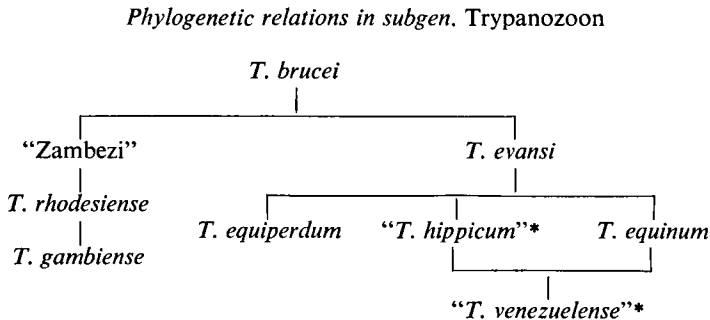 Phylogenetic relations in subgen. Trypanozoon
T. brucei
"Zambezi" T. evansi
T. rhodesiense
T. equiperdum "T. hippicum"* T. equinum
T. gambiense
"T. venezuelense"*